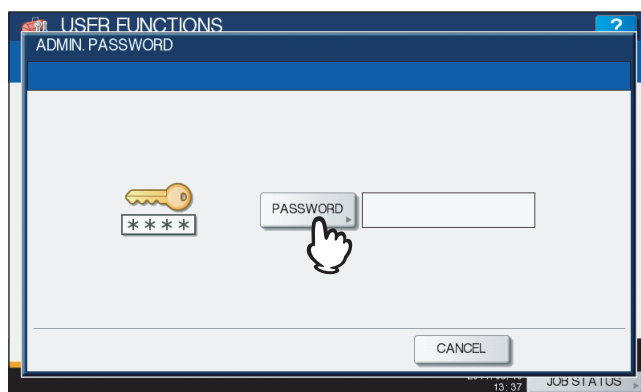 USER FUNCTIONS
?
ADMIN. PASSWORD
PASSWORD
* * * *
CANCEL
13:37
JOB STATUS